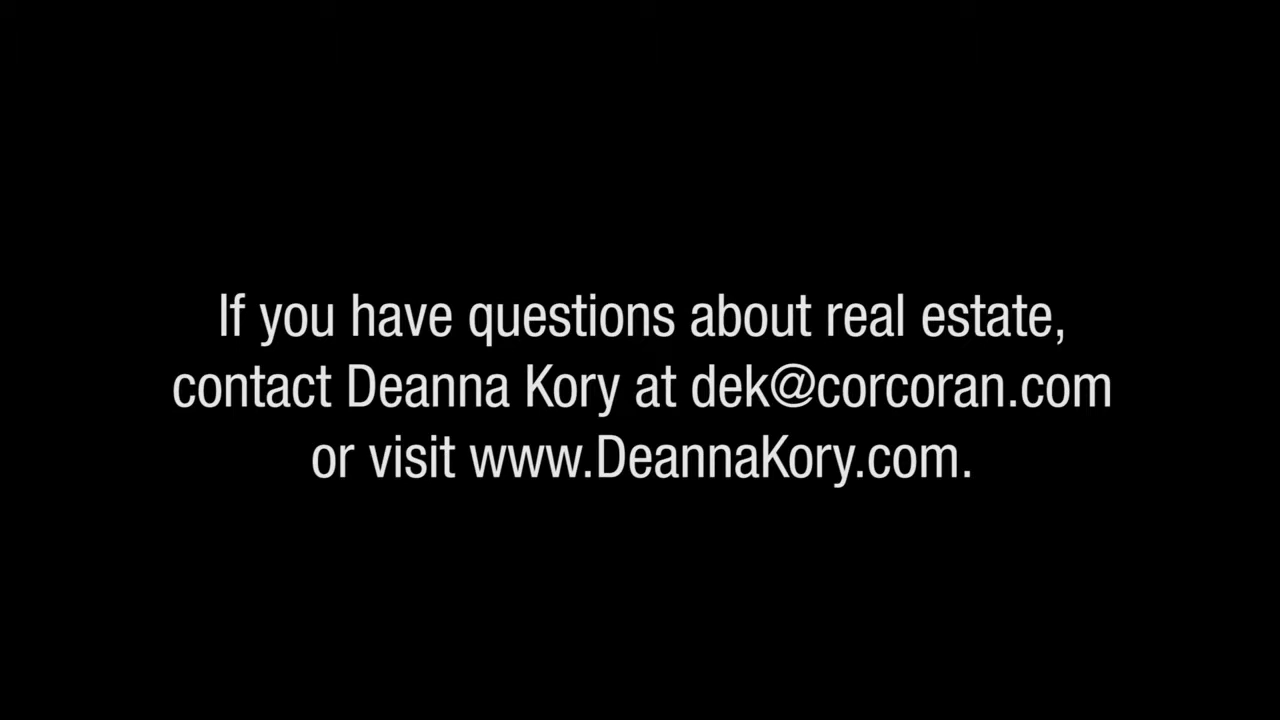 If you have questions about real estate,
contact Deanna Kory at dek@corcoran.com
or visit www.DeannaKory.com.